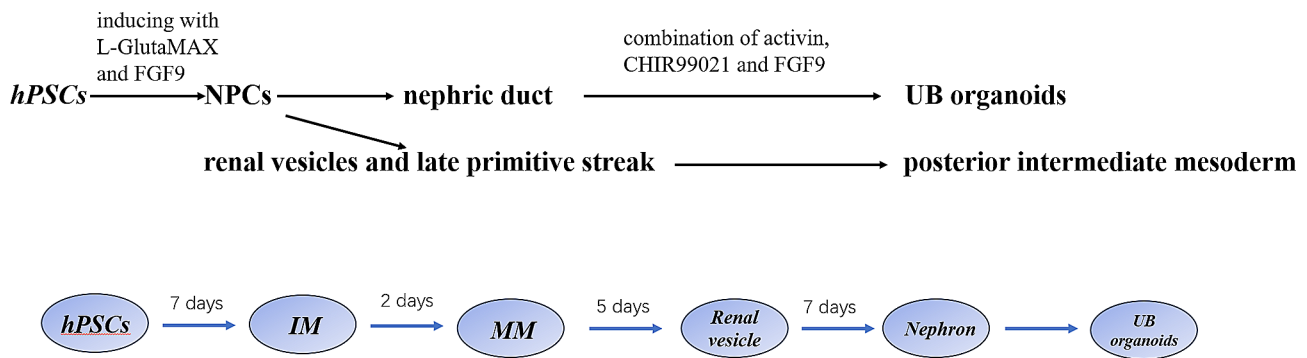 inducing with
L-GlutaMAX
and FGF9
combination of activin,
CHIR99021 and FGF9
hPSCs NPCs nephric duct UB organoids
renal vesicles and late primitive streak posterior intermediate mesoderm
7 days 2 days 5 days 7 days
hPSCs IM MM Renal vesicle Nephron UB organoids